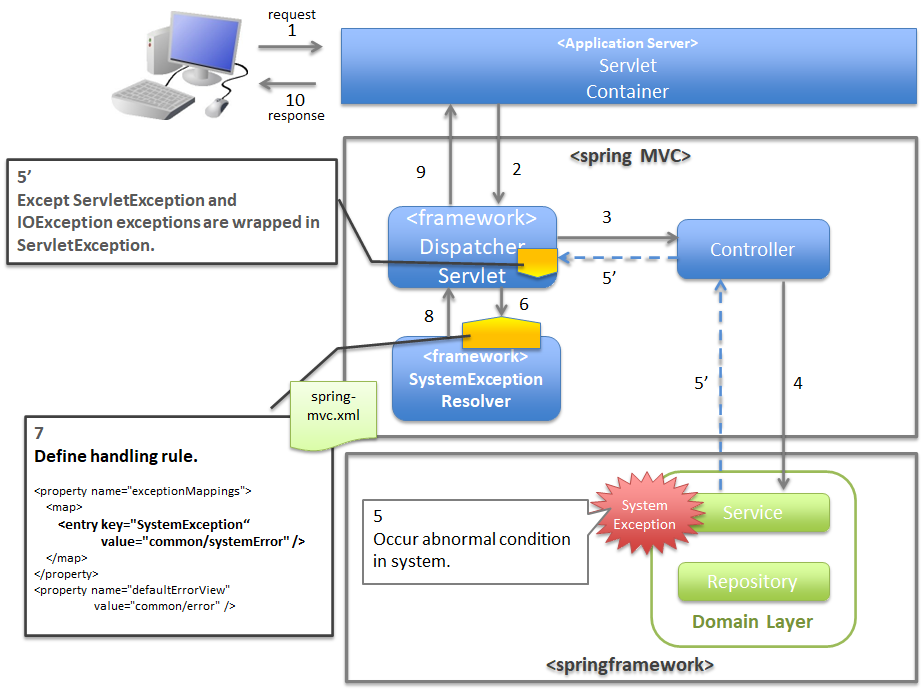 request
1
10
response
<Application Server>
Servlet
Container
<spring MVC>
9
2
5’
Except ServletException and
IOException exceptions are wrapped in
ServletException.
<framework>
Dispatcher
Servlet
3
Controller
5’
8
6
<framework>
SystemException
Resolver
5’
4
spring-
mvc.xml
7
Define handling rule.
<property name="exceptionMappings">
<map>
<entry key="SystemException“
value="common/systemError" />
</map>
</property>
<property name="defaultErrorView"
value="common/error" />
5
Occur abnormal condition
in system.
System
Exception
Service
Repository
Domain Layer
<springframework>